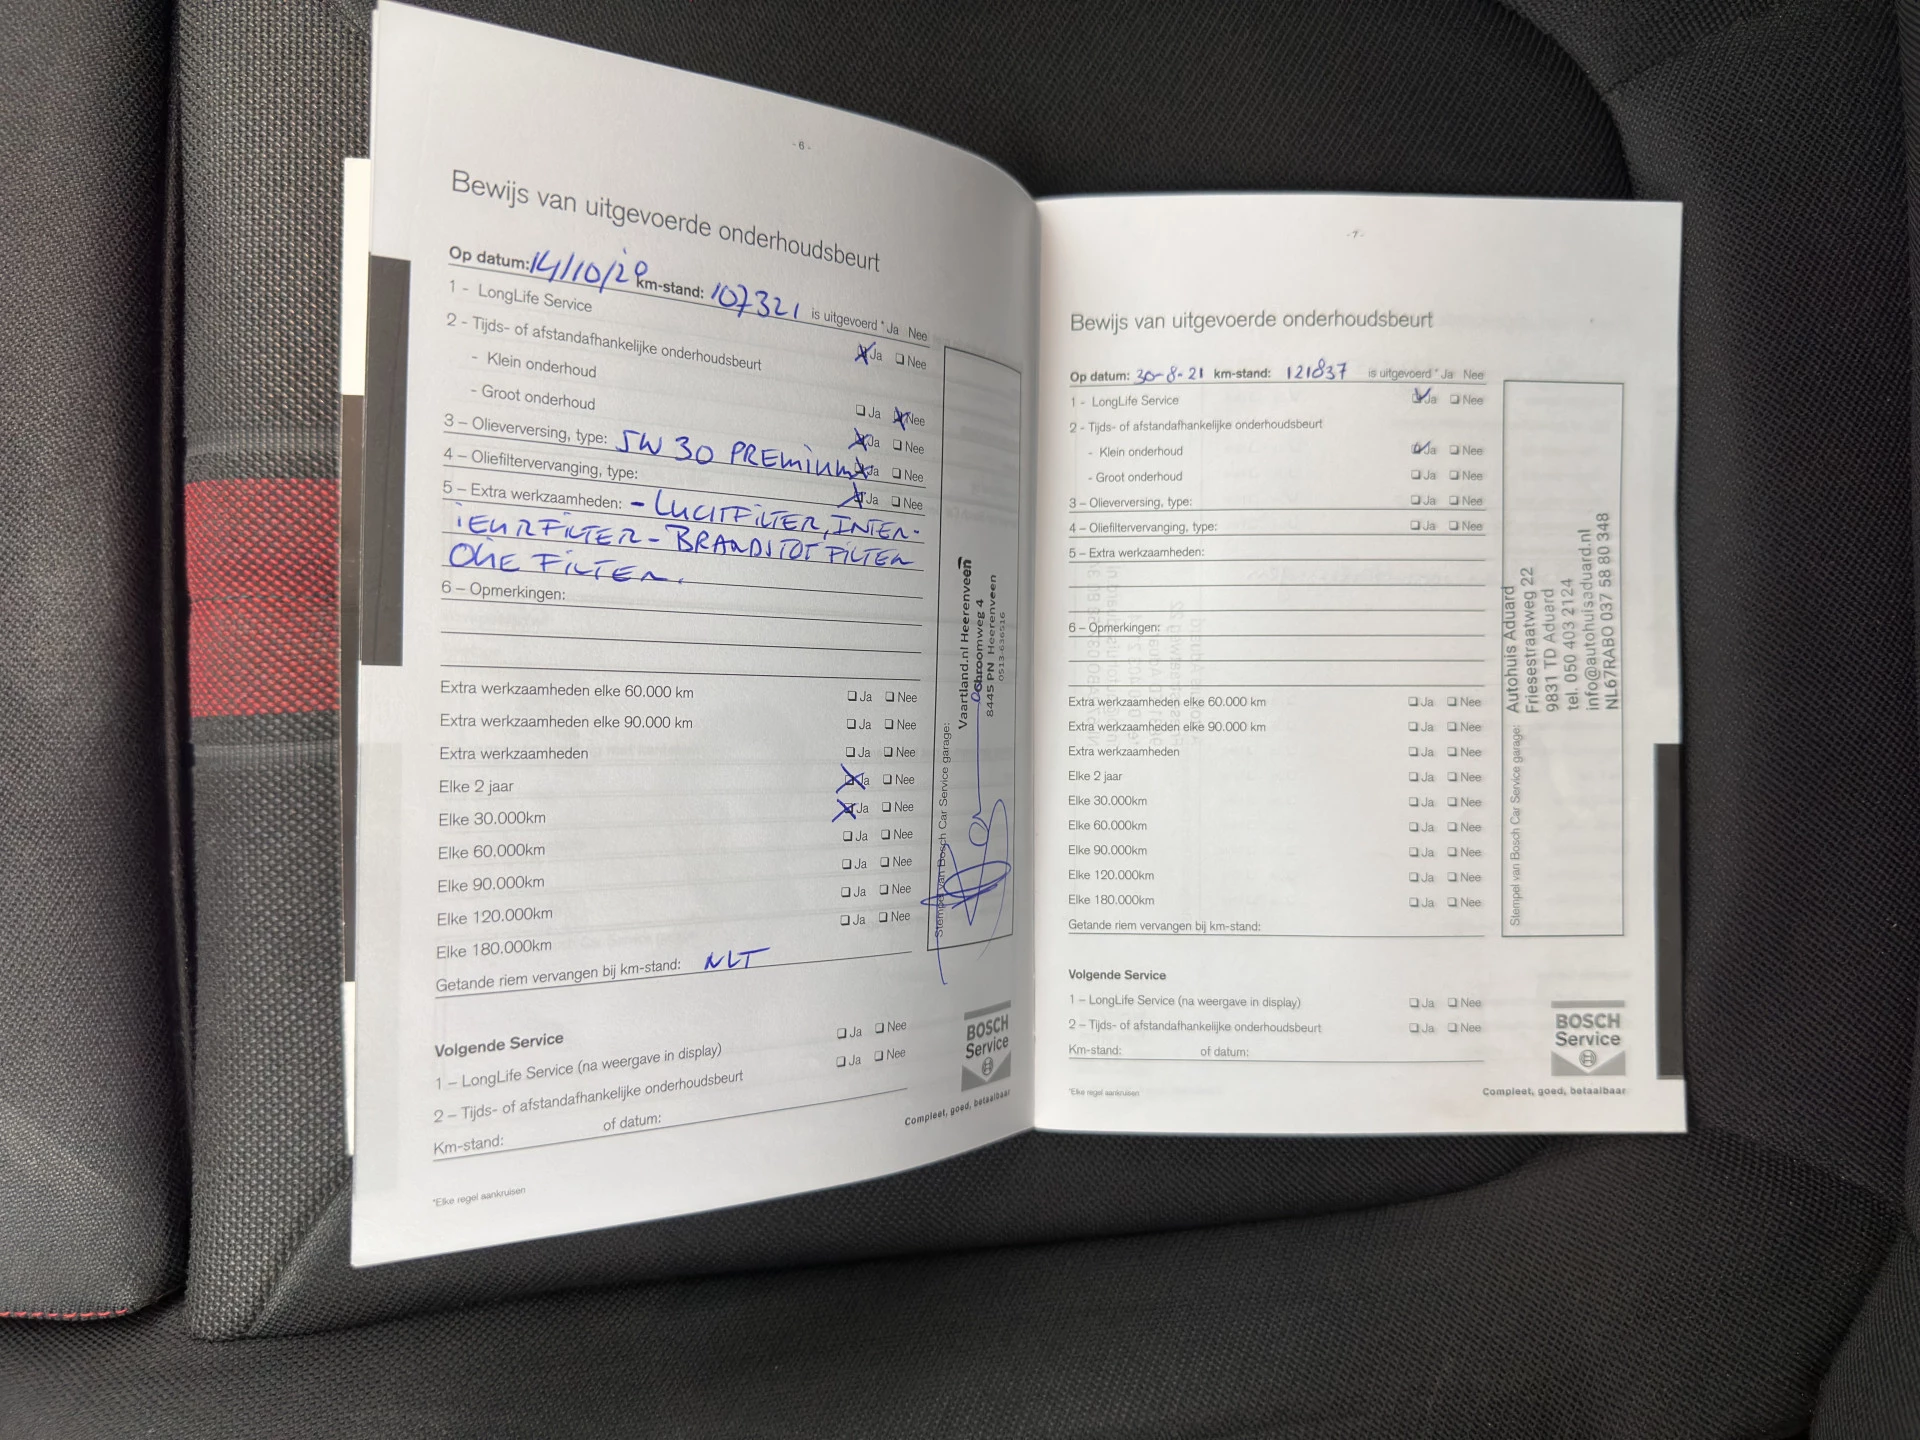 - 6 -
Bewijs van uitgevoerde onderhoudsbeurt
Op datum: 14/10/20 km-stand: 107321 is uitgevoerd * Ja Nee
1 - LongLife Service Ja Nee
2 - Tijds- of afstandafhankelijke onderhoudsbeurt
- Klein onderhoud Ja Nee
- Groot onderhoud Ja Nee
3 – Olieverversing, type: 5W30 PREMIUM Ja Nee
4 – Oliefiltervervanging, type: Ja Nee
5 – Extra werkzaamheden: - LUCHTFILTER, INTER-
IEURFILTER - BRANDSTOF FILTER
OLIE FILTER.
6 – Opmerkingen:
Extra werkzaamheden elke 60.000 km Ja Nee
Extra werkzaamheden elke 90.000 km Ja Nee
Extra werkzaamheden Ja Nee
Elke 2 jaar Ja Nee
Elke 30.000km Ja Nee
Elke 60.000km Ja Nee
Elke 90.000km Ja Nee
Elke 120.000km Ja Nee
Elke 180.000km Ja Nee
Getande riem vervangen bij km-stand: NLT
Volgende Service
1 – LongLife Service (na weergave in display) Ja Nee
2 – Tijds- of afstandafhankelijke onderhoudsbeurt Ja Nee
Km-stand: of datum:
*Elke regel aankruisen
Stempel van Bosch Car Service garage:
Vaartland.nl Heerenveen
Schroomweg 4
8445 PN Heerenveen
0513-636516
BOSCH
Service
Compleet, goed, betaalbaar
- 7 -
Bewijs van uitgevoerde onderhoudsbeurt
Op datum: 30-8-21 km-stand: 121837 is uitgevoerd * Ja Nee
1 - LongLife Service Ja Nee
2 - Tijds- of afstandafhankelijke onderhoudsbeurt
- Klein onderhoud Ja Nee
- Groot onderhoud Ja Nee
3 – Olieverversing, type: Ja Nee
4 – Oliefiltervervanging, type: Ja Nee
5 – Extra werkzaamheden:
6 – Opmerkingen:
Extra werkzaamheden elke 60.000 km Ja Nee
Extra werkzaamheden elke 90.000 km Ja Nee
Extra werkzaamheden Ja Nee
Elke 2 jaar Ja Nee
Elke 30.000km Ja Nee
Elke 60.000km Ja Nee
Elke 90.000km Ja Nee
Elke 120.000km Ja Nee
Elke 180.000km Ja Nee
Getande riem vervangen bij km-stand:
Volgende Service
1 – LongLife Service (na weergave in display) Ja Nee
2 – Tijds- of afstandafhankelijke onderhoudsbeurt Ja Nee
Km-stand: of datum:
*Elke regel aankruisen
Stempel van Bosch Car Service garage:
Autohuis Aduard
Friesestraatweg 22
9831 TD Aduard
tel. 050 403 2124
info@autohuisaduard.nl
NL67RABO 037 58 80 348
BOSCH
Service
Compleet, goed, betaalbaar